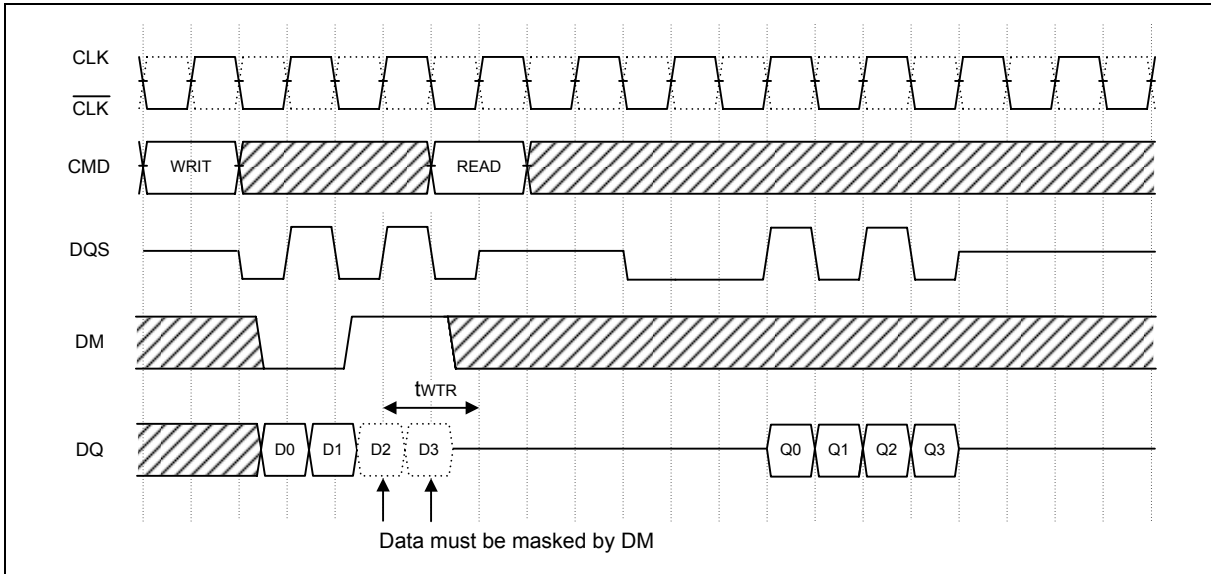 CLK
CLK
CMD WRIT READ
DQS
DM
tWTR
DQ D0 D1 D2 D3 Q0 Q1 Q2 Q3
Data must be masked by DM